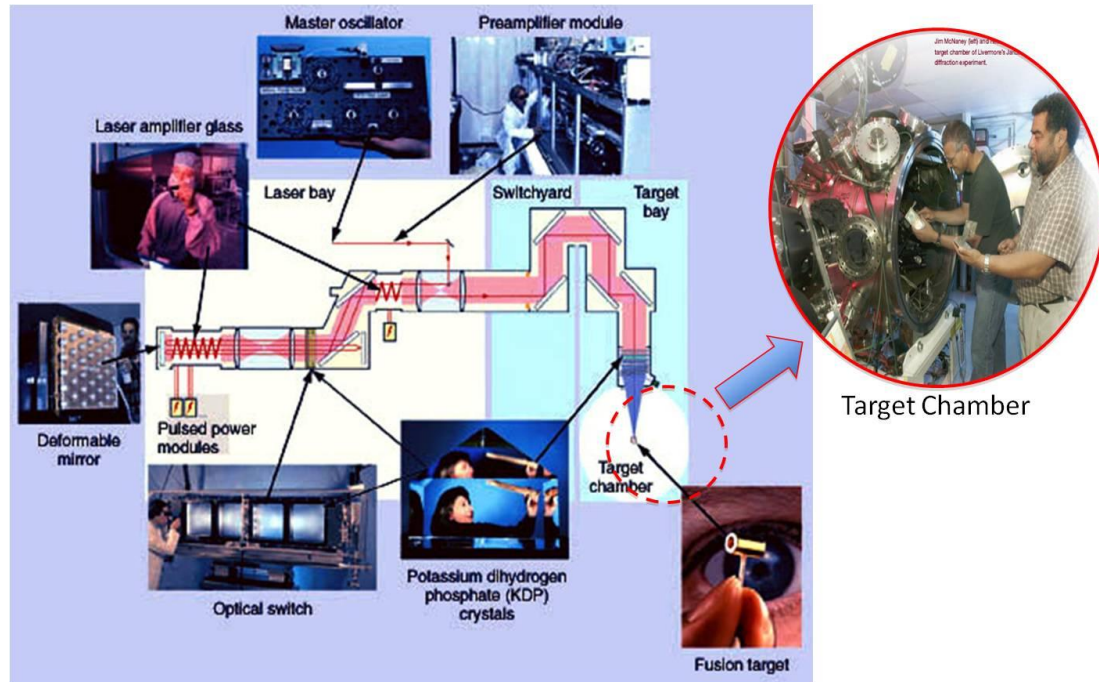 Master oscillator
Preamplifier module
Jim McNaney (left) and
target chamber of Livermore's
diffraction experiment.
Laser amplifier glass
Laser bay
Switchyard
Target
bay
Deformable
mirror
Pulsed power
modules
Target
chamber
Target Chamber
Optical switch
Potassium dihydrogen
phosphate (KDP)
crystals
Fusion target